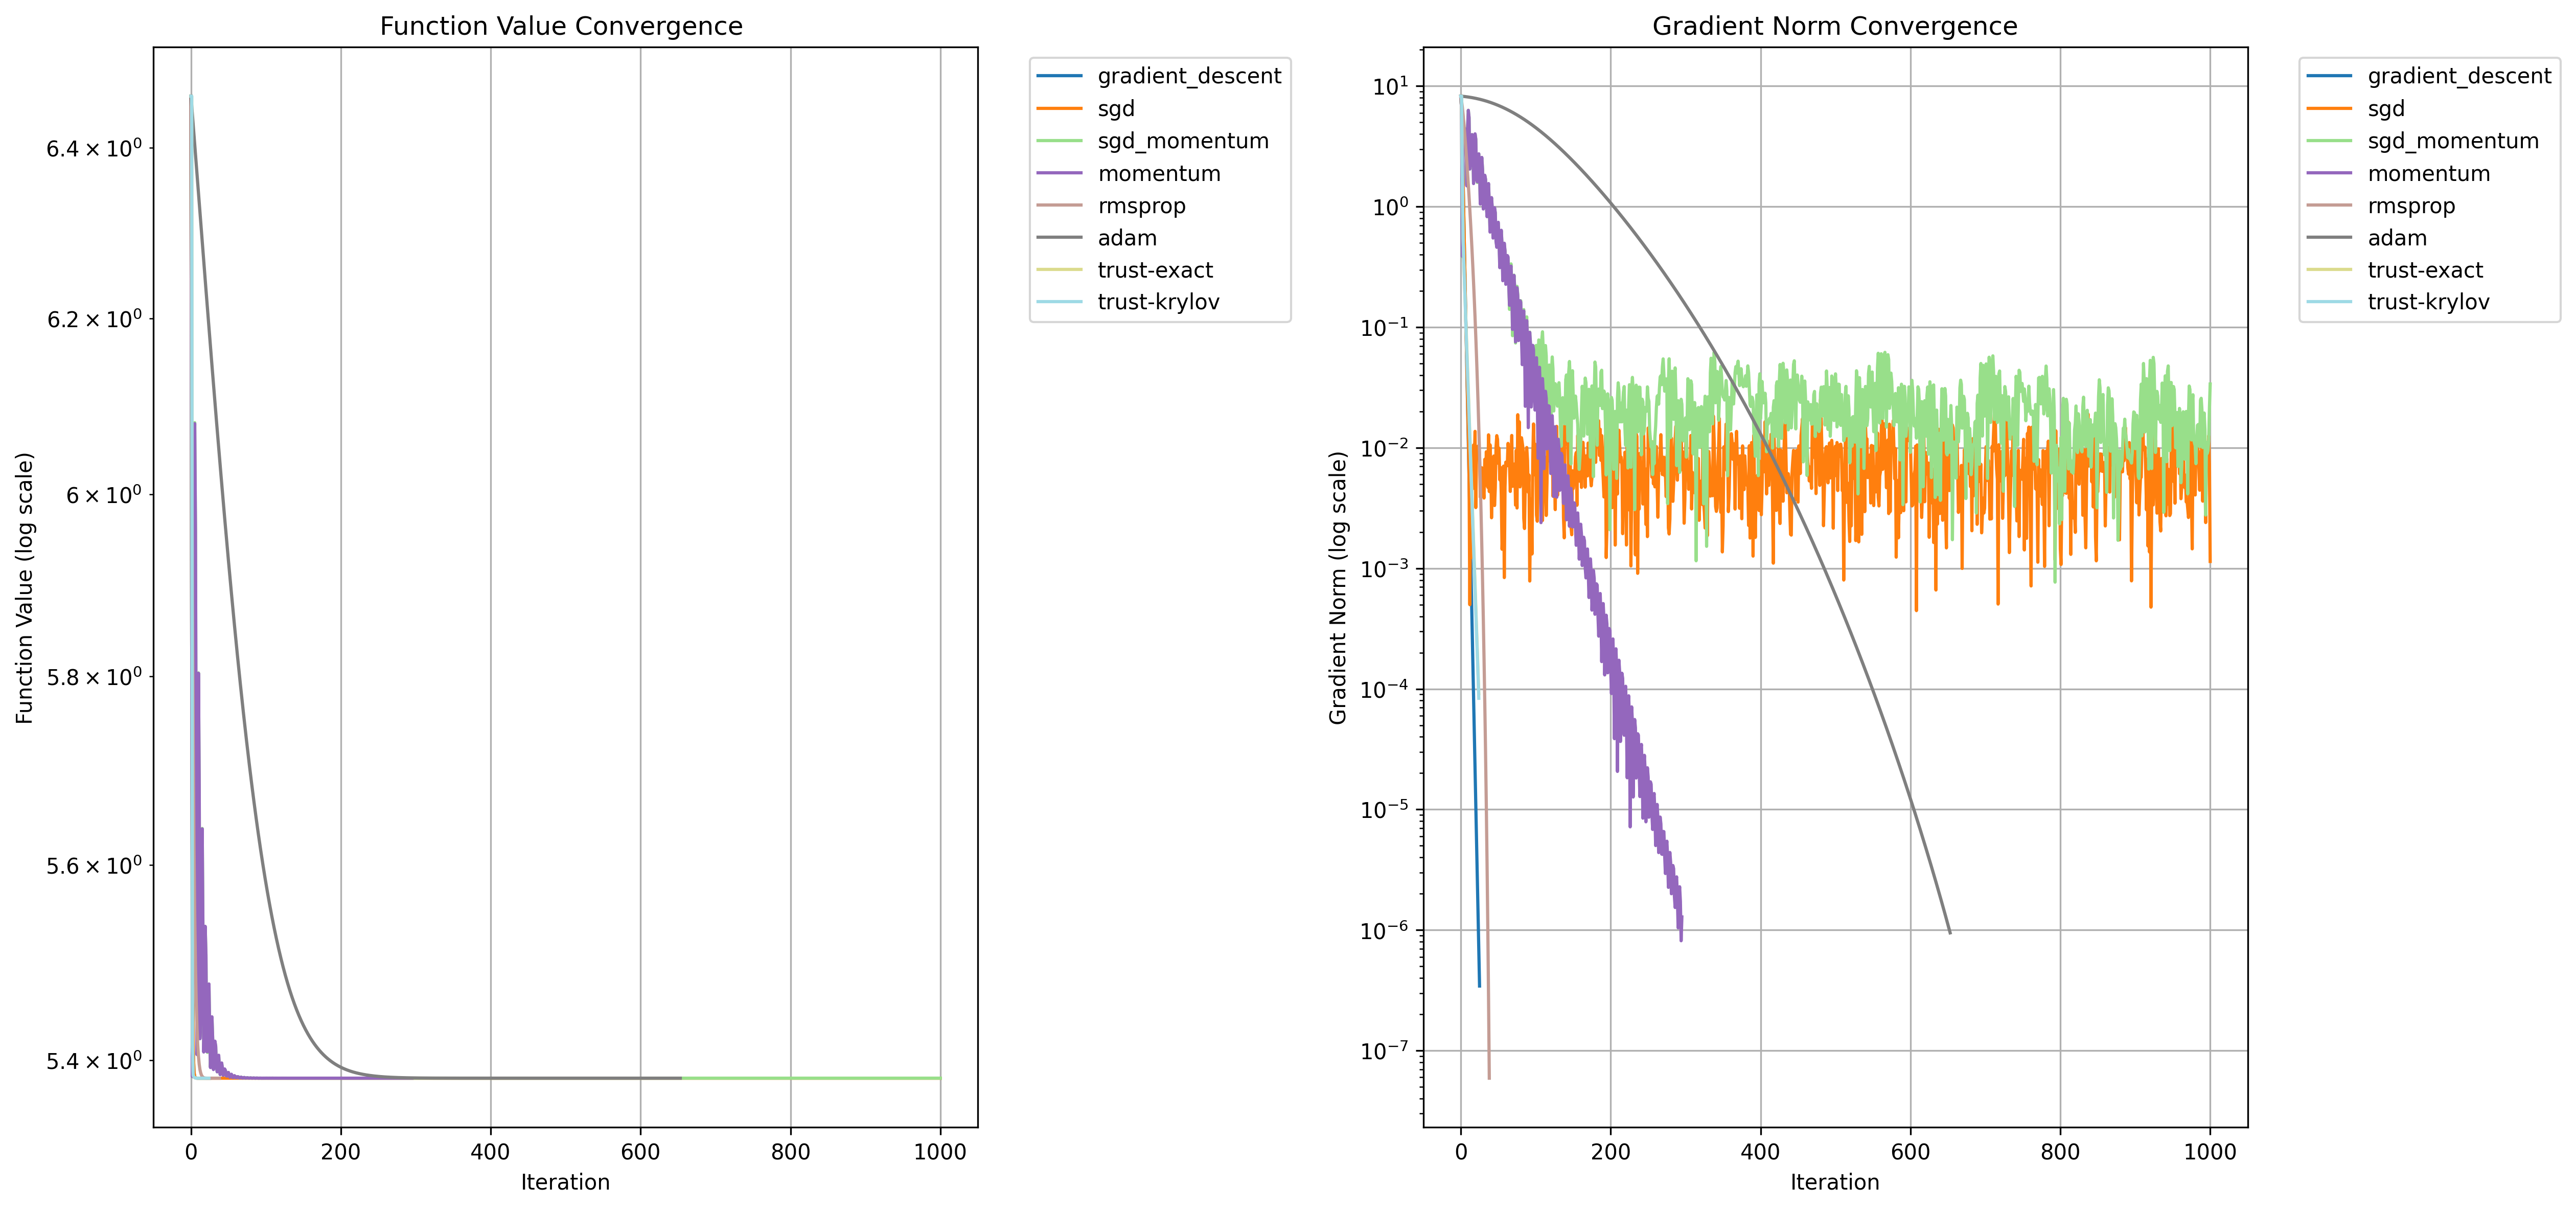 Function Value Convergence
Function Value (log scale)
6.4 × 10⁰
6.2 × 10⁰
6 × 10⁰
5.8 × 10⁰
5.6 × 10⁰
5.4 × 10⁰
0 200 400 600 800 1000
Iteration
gradient_descent
sgd
sgd_momentum
momentum
rmsprop
adam
trust-exact
trust-krylov
Gradient Norm Convergence
Gradient Norm (log scale)
10¹
10⁰
10⁻¹
10⁻²
10⁻³
10⁻⁴
10⁻⁵
10⁻⁶
10⁻⁷
0 200 400 600 800 1000
Iteration
gradient_descent
sgd
sgd_momentum
momentum
rmsprop
adam
trust-exact
trust-krylov